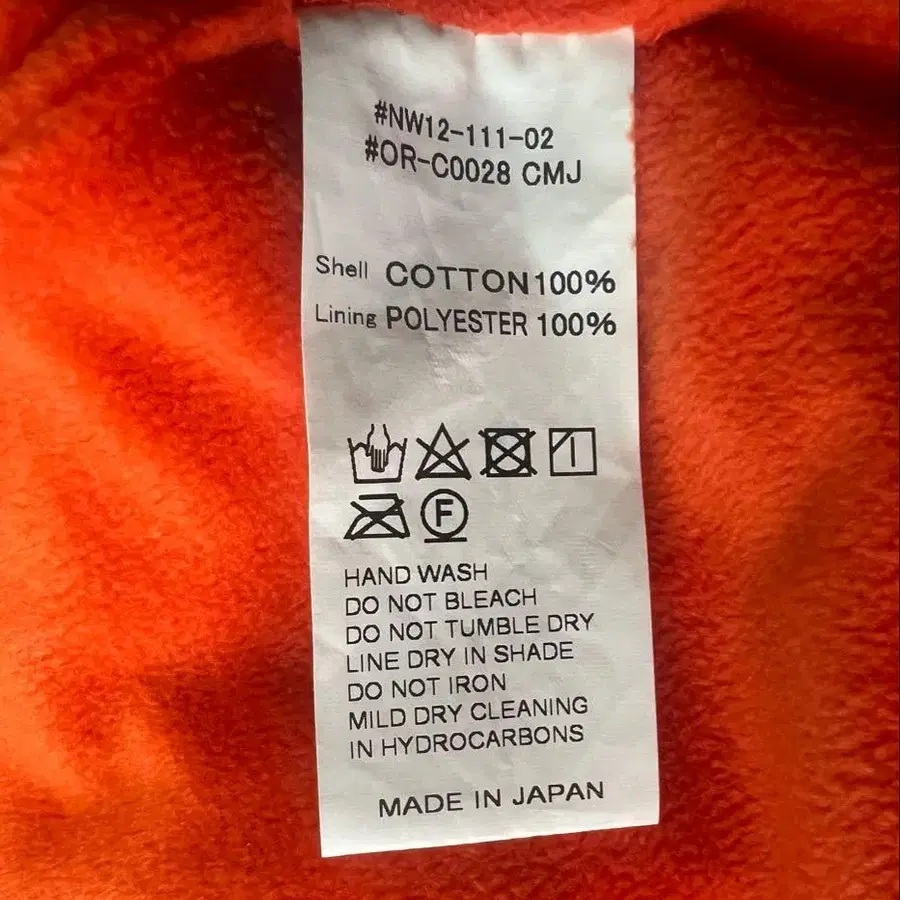 #NW12-111-02
#OR-C0028 CMJ
Shell COTTON100%
Lining POLYESTER 100%
F
HAND WASH
DO NOT BLEACH
DO NOT TUMBLE DRY
LINE DRY IN SHADE
DO NOT IRON
MILD DRY CLEANING
IN HYDROCARBONS
MADE IN JAPAN